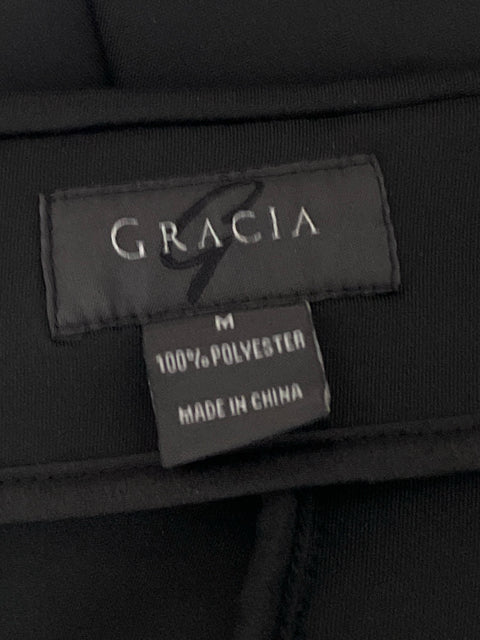 GRACIA
M
100% POLYESTER
MADE IN CHINA